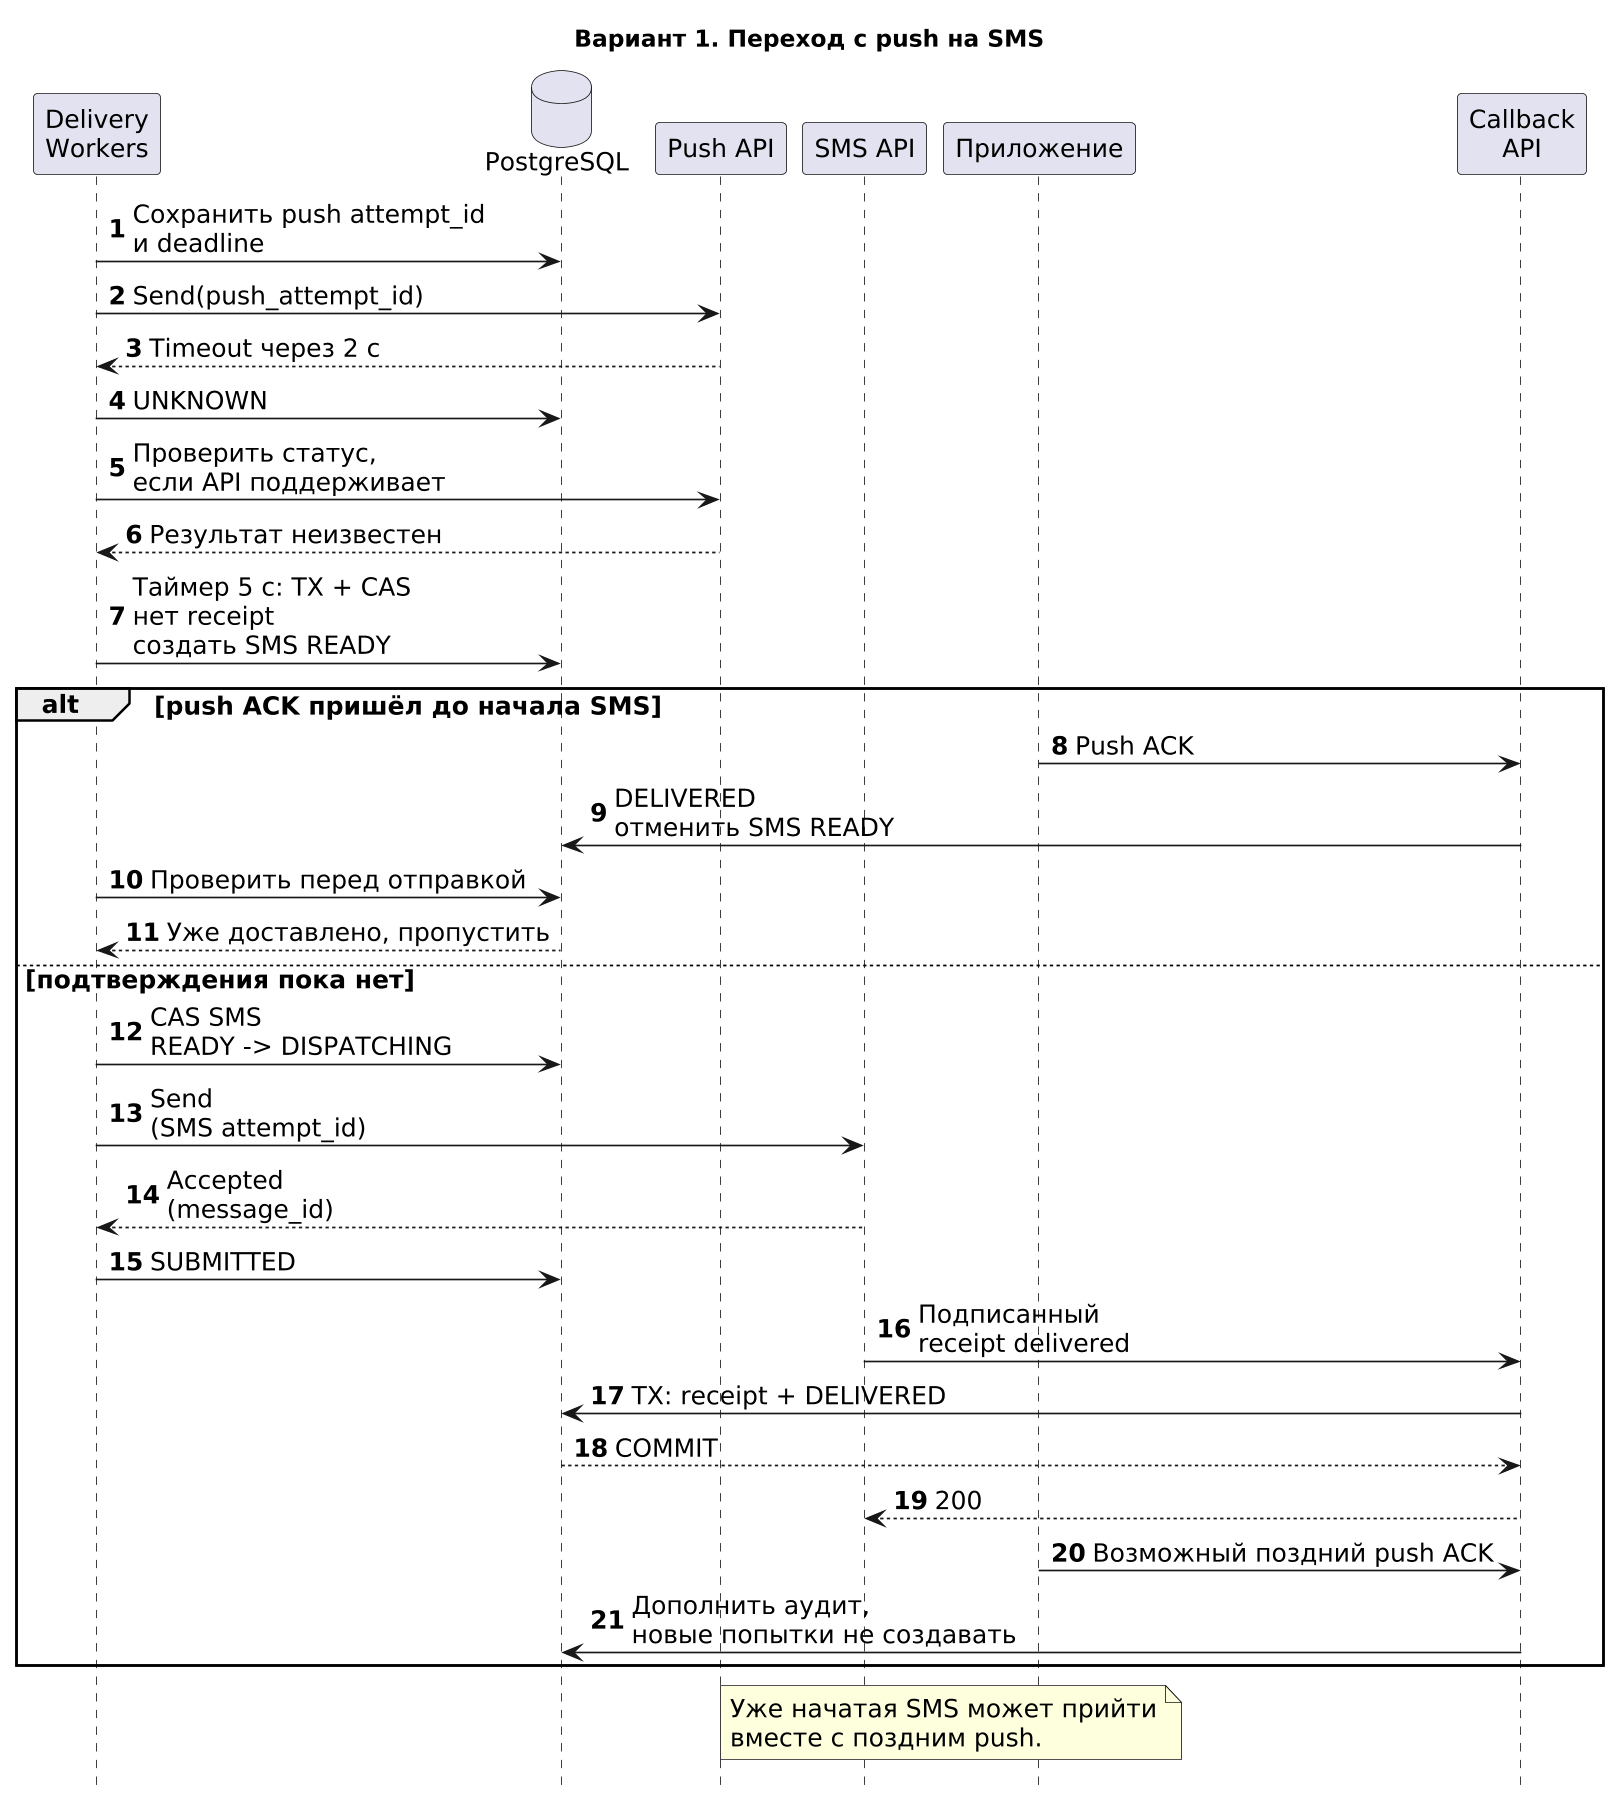 Вариант 1. Переход с push на SMS
Delivery
Workers
PostgreSQL
Push API
SMS API
Приложение
Callback
API
1 Сохранить push attempt_id
и deadline
2 Send(push_attempt_id)
3 Timeout через 2 с
4 UNKNOWN
5 Проверить статус,
если API поддерживает
6 Результат неизвестен
7 Таймер 5 с: TX + CAS
нет receipt
создать SMS READY
alt [push ACK пришёл до начала SMS]
8 Push ACK
9 DELIVERED
отменить SMS READY
10 Проверить перед отправкой
11 Уже доставлено, пропустить
[подтверждения пока нет]
12 CAS SMS
READY -> DISPATCHING
13 Send
(SMS attempt_id)
14 Accepted
(message_id)
15 SUBMITTED
16 Подписанный
receipt delivered
17 TX: receipt + DELIVERED
18 COMMIT
19 200
20 Возможный поздний push ACK
21 Дополнить аудит,
новые попытки не создавать
Уже начатая SMS может прийти
вместе с поздним push.